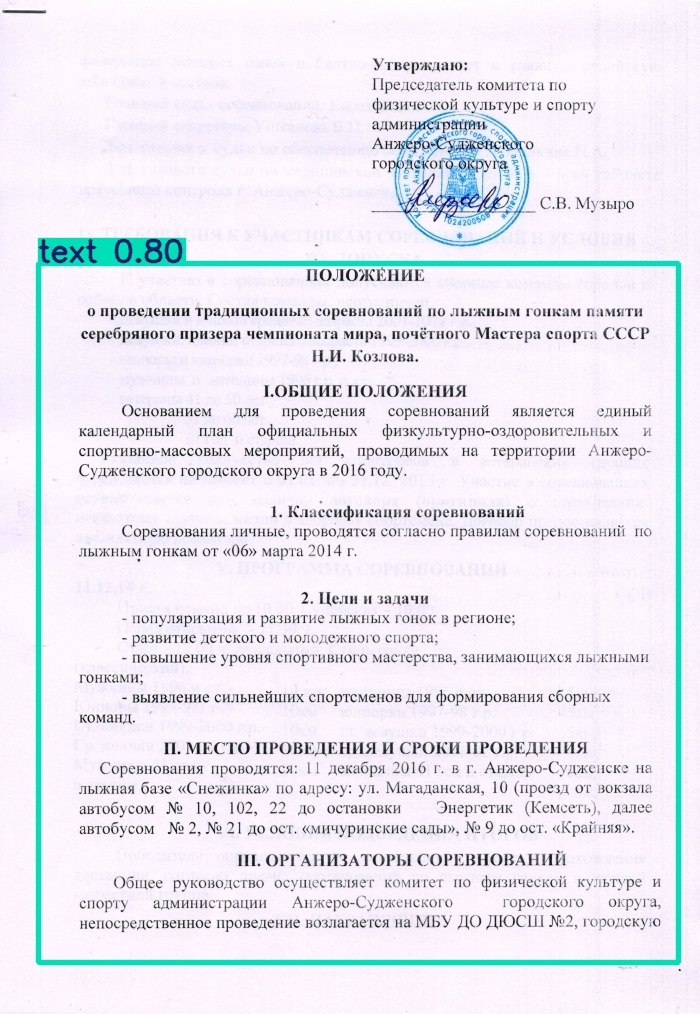 Утверждаю:
Председатель комитета по
физической культуре и спорту
администрации
Анжеро-Судженского
городского округа
С.В. Музыро
text 0.80
ПОЛОЖЕНИЕ
о проведении традиционных соревнований по лыжным гонкам памяти
серебряного призера чемпионата мира, почётного Мастера спорта СССР
Н.И. Козлова.
I.ОБЩИЕ ПОЛОЖЕНИЯ
Основанием для проведения соревнований является единый
календарный план официальных физкультурно-оздоровительных и
спортивно-массовых мероприятий, проводимых на территории Анжеро-
Судженского городского округа в 2016 году.
1. Классификация соревнований
Соревнования личные, проводятся согласно правилам соревнований по
лыжным гонкам от «06» марта 2014 г.
2. Цели и задачи
- популяризация и развитие лыжных гонок в регионе;
- развитие детского и молодежного спорта;
- повышение уровня спортивного мастерства, занимающихся лыжными
гонками;
- выявление сильнейших спортсменов для формирования сборных
команд.
II. МЕСТО ПРОВЕДЕНИЯ И СРОКИ ПРОВЕДЕНИЯ
Соревнования проводятся: 11 декабря 2016 г. в г. Анжеро-Судженске на
лыжная базе «Снежинка» по адресу: ул. Магаданская, 10 (проезд от вокзала
автобусом № 10, 102, 22 до остановки Энергетик (Кемсеть), далее
автобусом № 2, № 21 до ост. «мичуринские сады», № 9 до ост. «Крайняя».
III. ОРГАНИЗАТОРЫ СОРЕВНОВАНИЙ
Общее руководство осуществляет комитет по физической культуре и
спорту администрации Анжеро-Судженского городского округа,
непосредственное проведение возлагается на МБУ ДО ДЮСШ №2, городскую